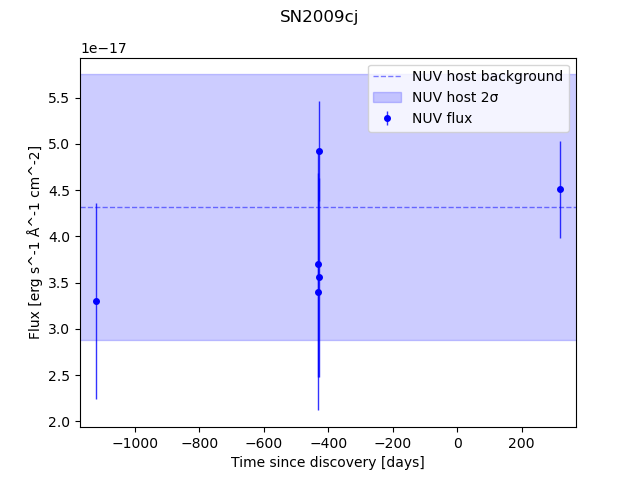 SN2009cj
1e−17
NUV host background
NUV host 2σ
NUV flux
5.5
5.0
4.5
4.0
3.5
3.0
2.5
2.0
Flux [erg s^-1 Å^-1 cm^-2]
−1000
−800
−600
−400
−200
0
200
Time since discovery [days]